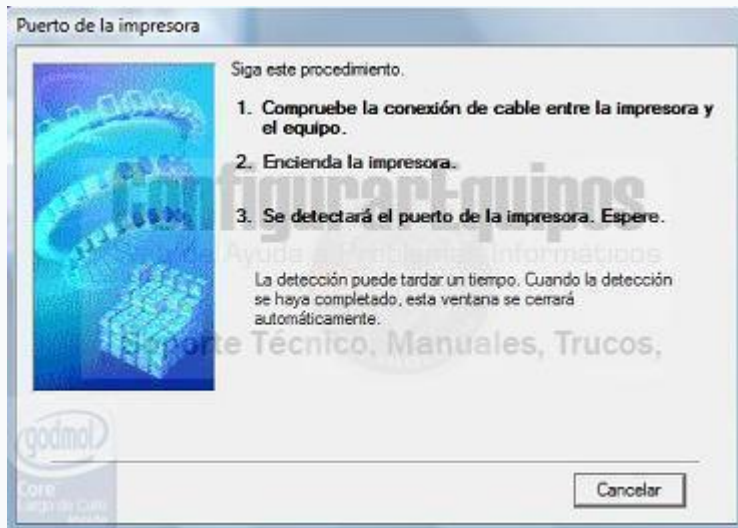 Puerto de la impresora
Siga este procedimiento.
1. Compruebe la conexión de cable entre la impresora y
el equipo.
2. Encienda la impresora.
ConfigurarEquipos
3. Se detectará el puerto de la impresora. Espere.
Ayuda a Problemas Informáticos
La detección puede tardar un tiempo. Cuando la detección
se haya completado, esta ventana se cerrará
automáticamente.
Soporte Técnico, Manuales, Trucos,
godmol
Core
Cancelar